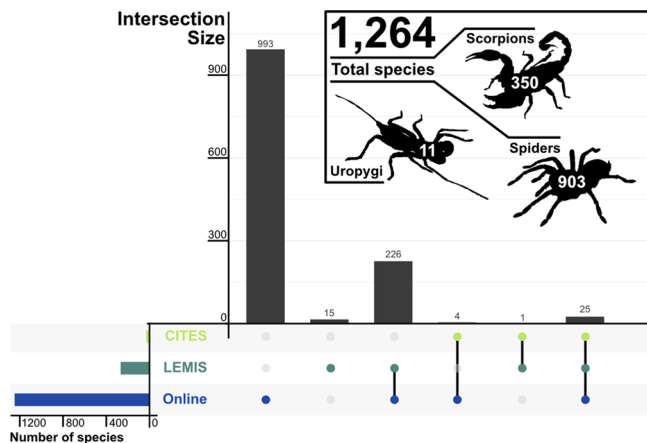 Intersection
Size
993
900
600
300
0
15
226
4
1
25
1,264
Total species
Scorpions
350
Uropygi
11
Spiders
903
CITES
LEMIS
Online
1200
800
400
0
Number of species